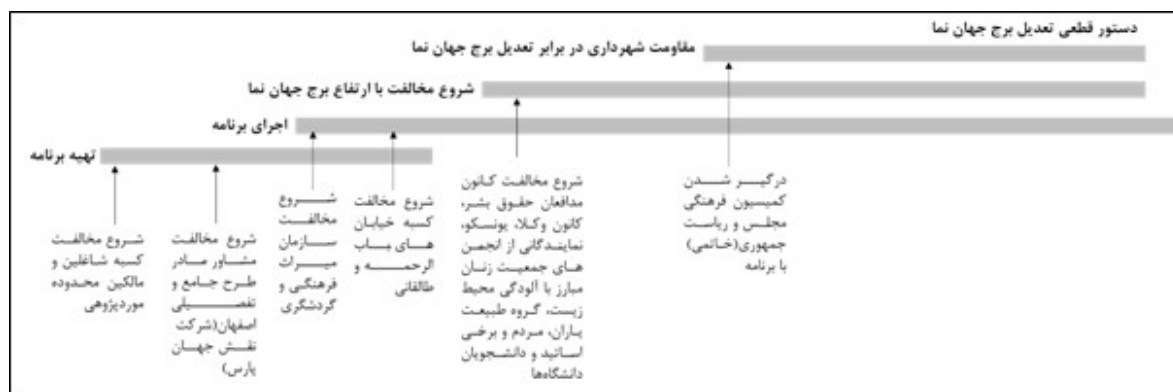 دستور قطعی تعدیل برج جهان نما
مقاومت شهرداری در برابر تعدیل برج جهان نما
شروع مخالفت با ارتفاع برج جهان نما
اجرای برنامه
تهیه برنامه
درگیر شدن
کمیسیون فرهنگی
مجلس و ریاست
جمهوری(خاتمی)
با برنامه
شروع مخالفت کانون
مدافعان حقوق بشر،
کانون وکلا، یونسکو،
نمایندگانی از انجمن
های جمعیت زنان
مبارز با آلودگی محیط
زیست، گروه طبیعت
یاران، مردم و برخی
اساتید و دانشجویان
دانشگاه‌ها
شروع مخالفت
کسبه خیابان
های باب
الرحمه و
طالقانی
شروع
مخالفت
سازمان
میراث
فرهنگی و
گردشگری
شروع مخالفت
مشاور مادر
طرح جامع و
تفصیلی
اصفهان(شرکت
نقش جهان
پارس)
شروع مخالفت
کسبه شاغلین و
مالکین محدوده
موردپژوهی